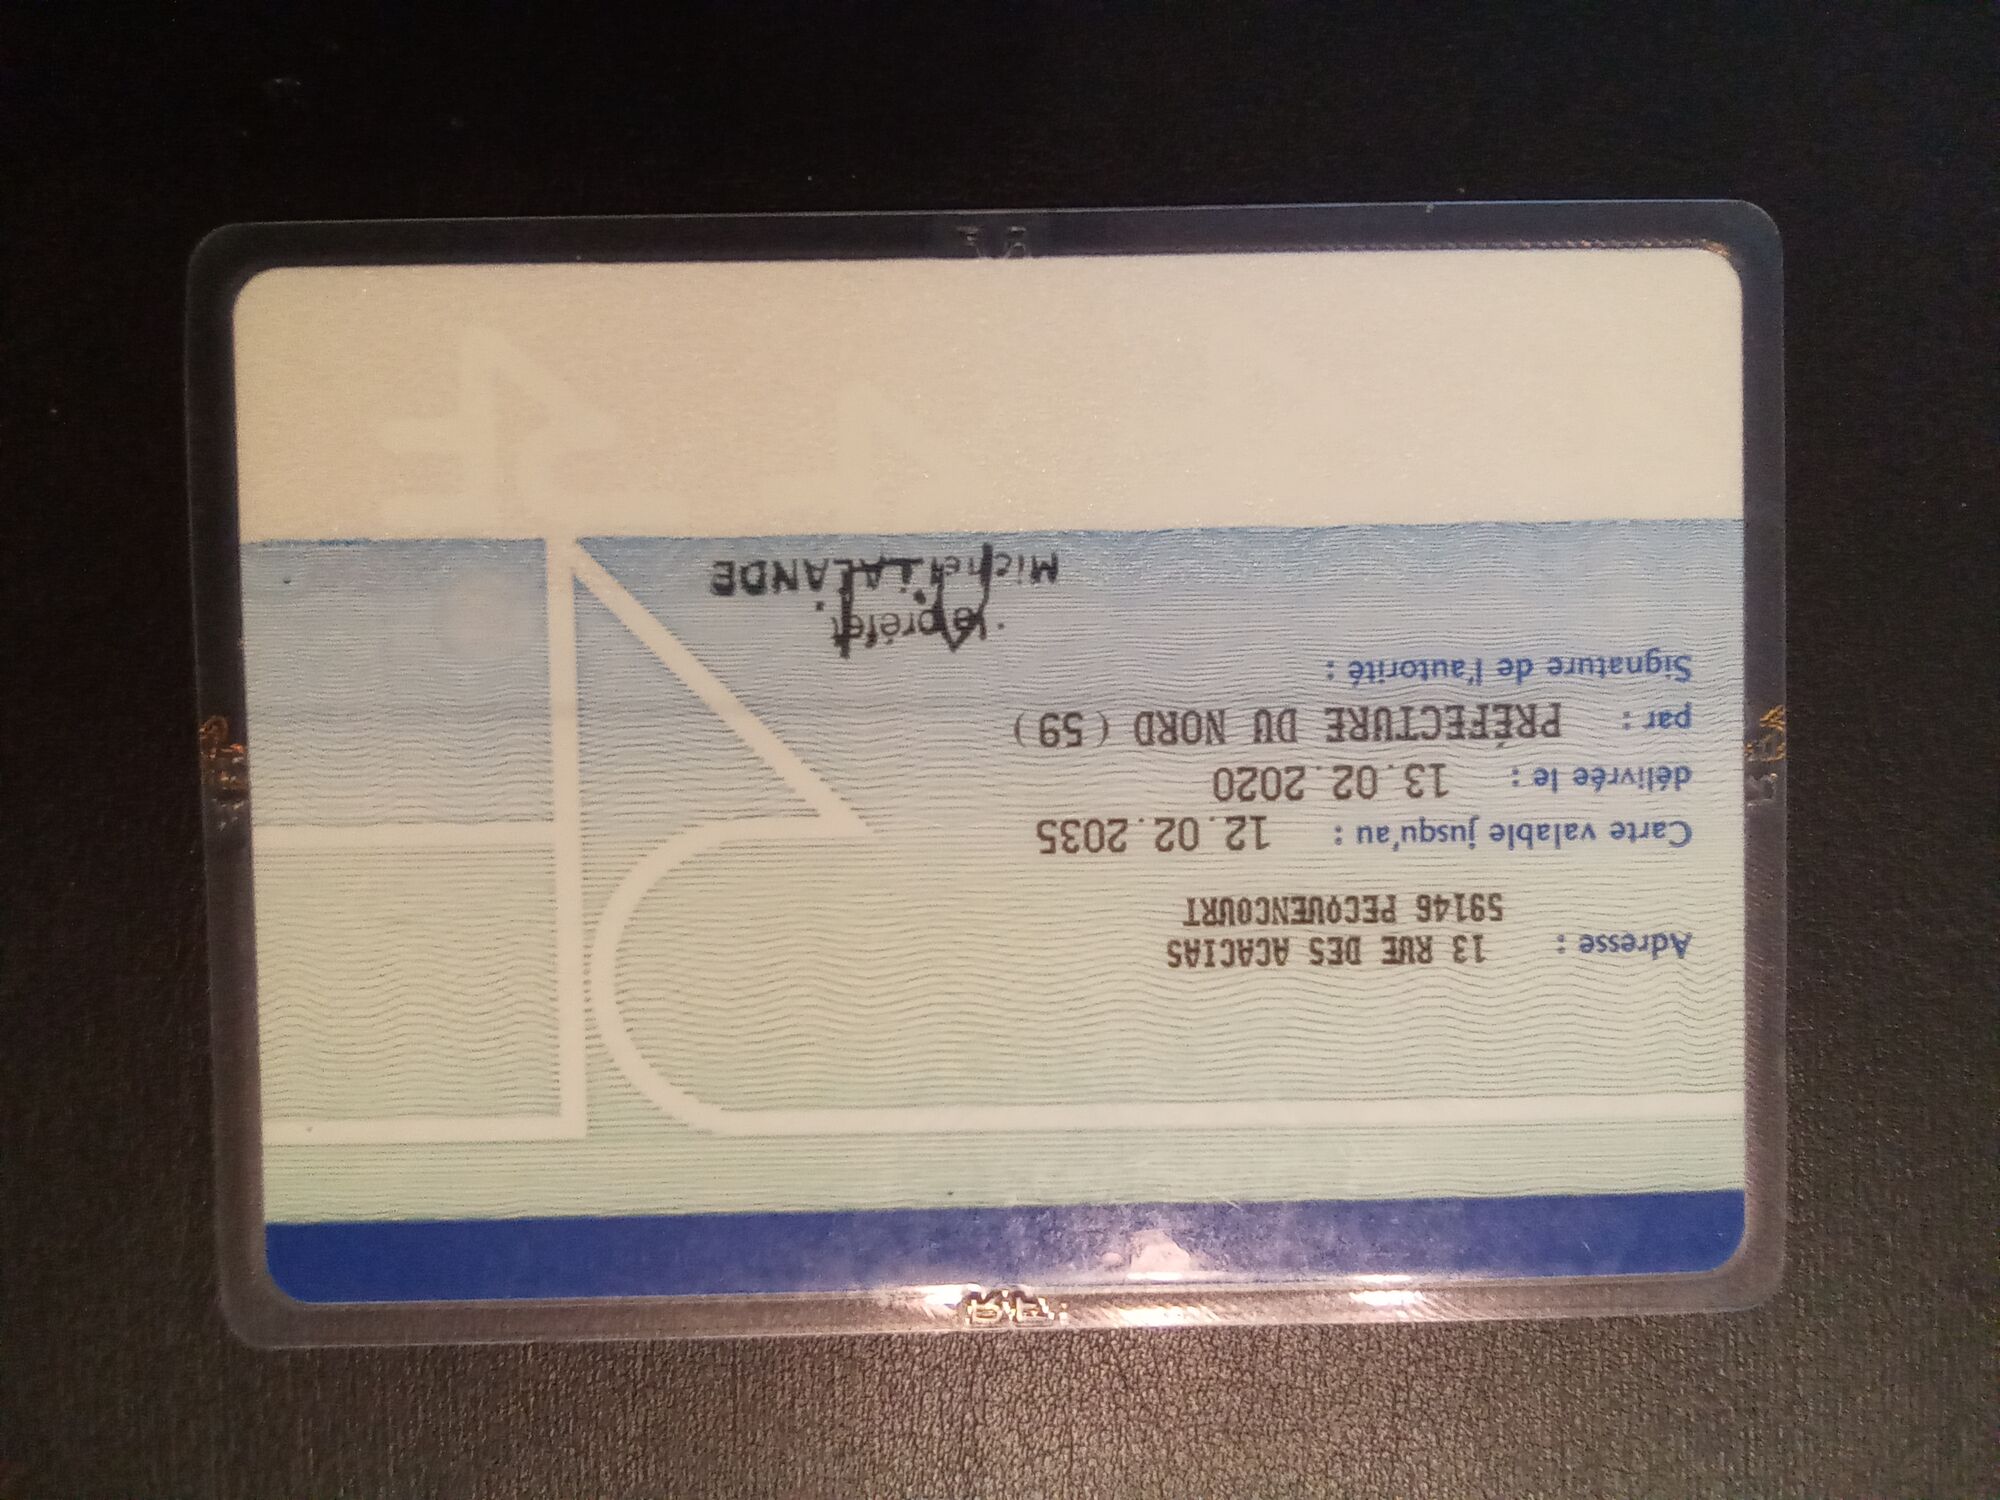 Adresse : 13 RUE DES ACACIAS
59146 PECQUENCOURT
Carte valable jusqu'au : 12.02.2035
délivrée le : 13.02.2020
par : PRÉFECTURE DU NORD (59)
Signature de l'autorité :
le préfet
Michel LALANDE